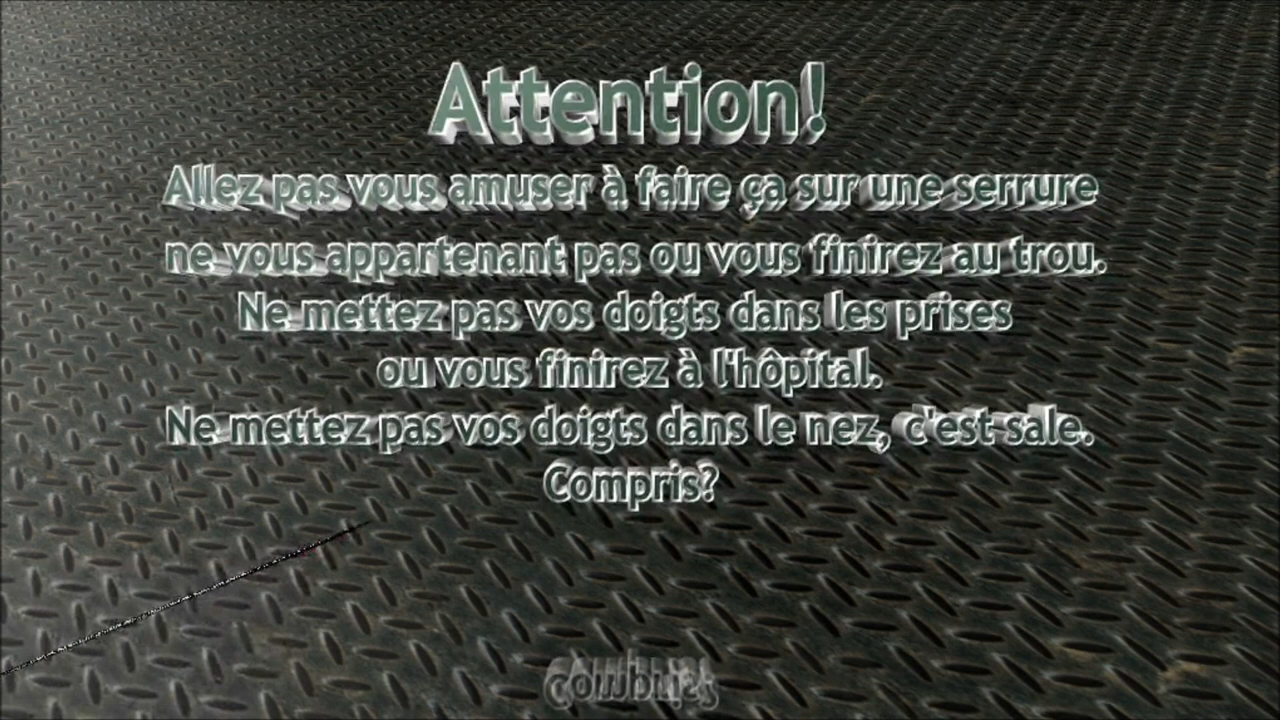 Attention!
Allez pas vous amuser à faire ça sur une serrure
ne vous appartenant pas ou vous finirez au trou.
Ne mettez pas vos doigts dans les prises
ou vous finirez à l'hôpital.
Ne mettez pas vos doigts dans le nez, c'est sale.
Compris?